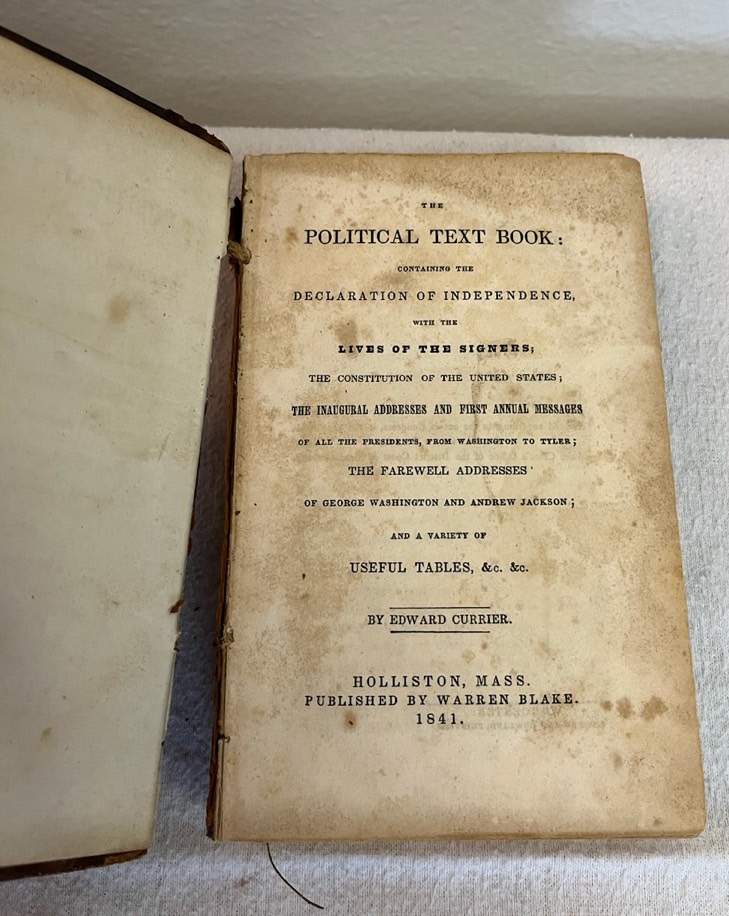 THE
POLITICAL TEXT BOOK:
CONTAINING THE
DECLARATION OF INDEPENDENCE,
WITH THE
LIVES OF THE SIGNERS;
THE CONSTITUTION OF THE UNITED STATES;
THE INAUGURAL ADDRESSES AND FIRST ANNUAL MESSAGES
OF ALL THE PRESIDENTS, FROM WASHINGTON TO TYLER;
THE FAREWELL ADDRESSES
OF GEORGE WASHINGTON AND ANDREW JACKSON;
AND A VARIETY OF
USEFUL TABLES, &c. &c.
BY EDWARD CURRIER.
HOLLISTON, MASS.
PUBLISHED BY WARREN BLAKE.
1841.